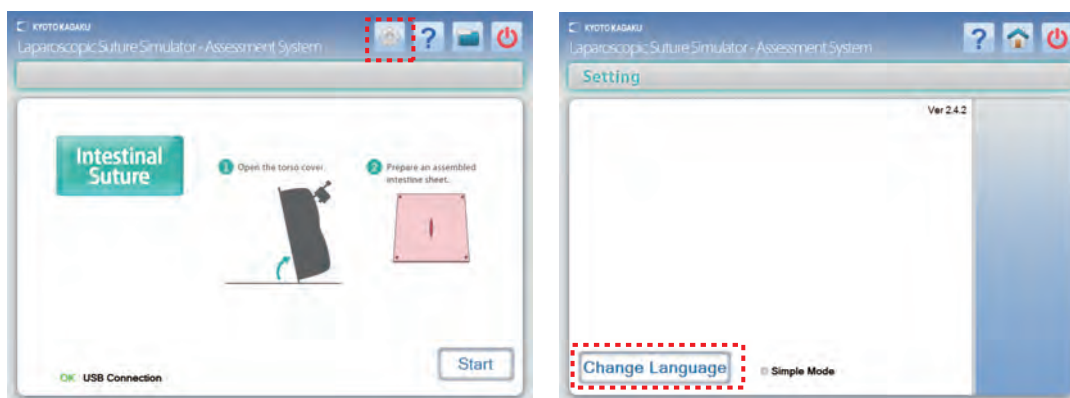 KYOTO KAGAKU
Laparoscopic Suture Simulator - Assessment System
?
Intestinal
Suture
1 Open the torso cover.
2 Prepare an assembled
intestine sheet.
OK USB Connection
Start
KYOTO KAGAKU
Laparoscopic Suture Simulator - Assessment System
?
Setting
Ver 2.4.2
Change Language
Simple Mode